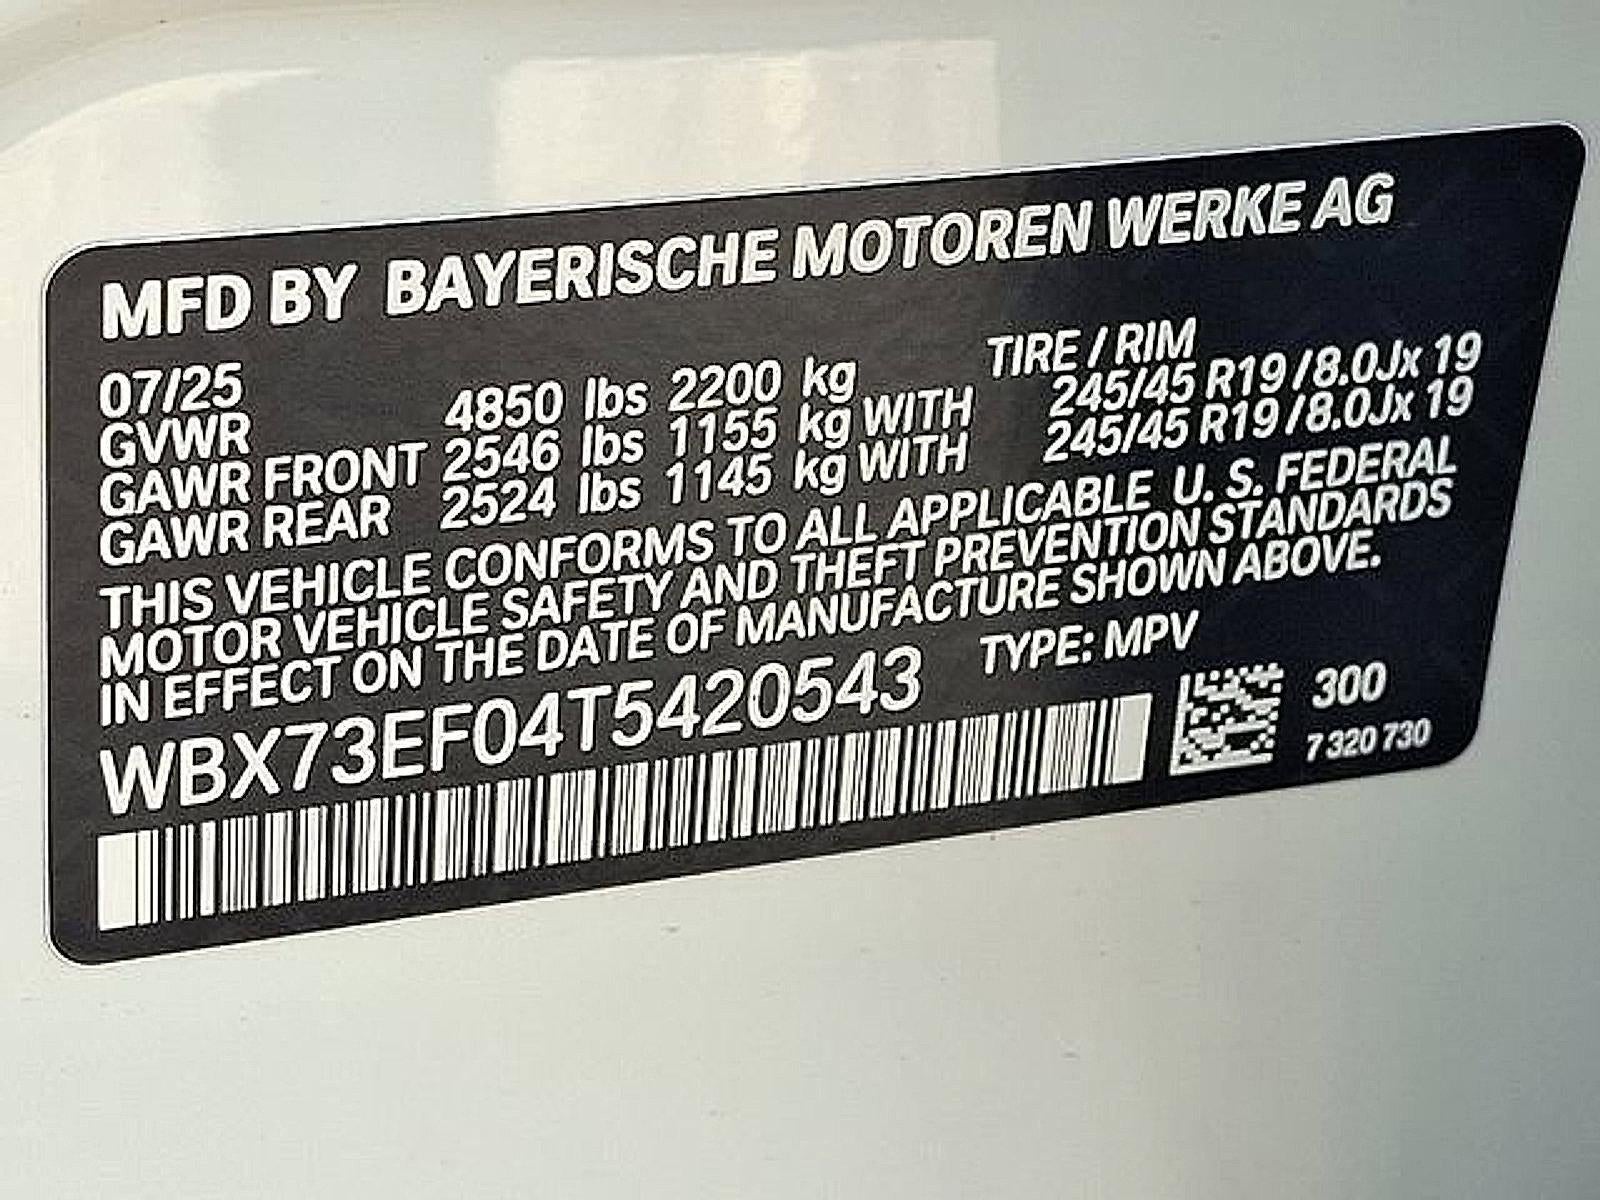 MFD BY BAYERISCHE MOTOREN WERKE AG
07/25 TIRE / RIM
GVWR 4850 lbs 2200 kg
GAWR FRONT 2546 lbs 1155 kg WITH 245/45 R19 /8.0Jx 19
GAWR REAR 2524 lbs 1145 kg WITH 245/45 R19 /8.0Jx 19
THIS VEHICLE CONFORMS TO ALL APPLICABLE U. S. FEDERAL
MOTOR VEHICLE SAFETY AND THEFT PREVENTION STANDARDS
IN EFFECT ON THE DATE OF MANUFACTURE SHOWN ABOVE.
WBX73EF04T5420543 TYPE: MPV
300
7 320 730